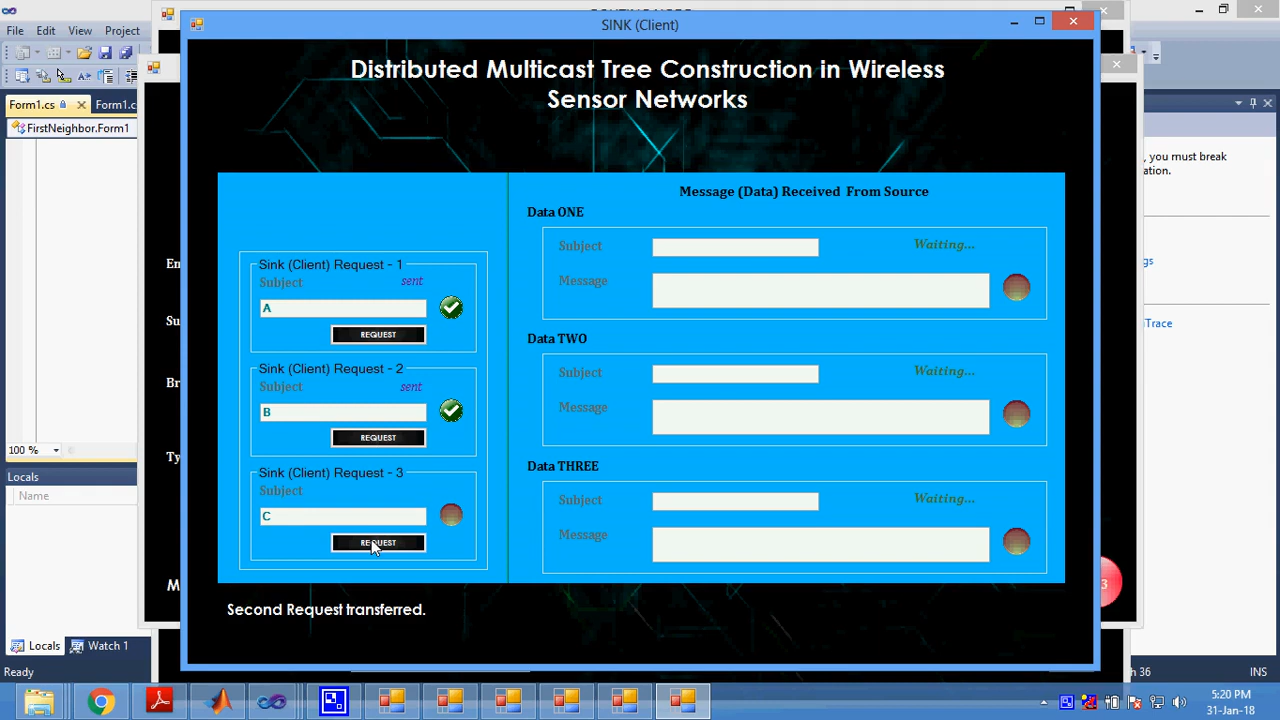 SINK (Client)
File Edit View Project
Form1.cs
Form1.c
FirstNeighbor.Form1
Distributed Multicast Tree Construction in Wireless
Sensor Networks
Message (Data) Received From Source
Data ONE
Subject
Waiting...
Message
Sink (Client) Request - 1
Subject
sent
A
REQUEST
Data TWO
Subject
Waiting...
Message
Sink (Client) Request - 2
Subject
sent
B
REQUEST
Data THREE
Subject
Waiting...
Message
Sink (Client) Request - 3
Subject
C
REQUEST
Second Request transferred.
, you must break
Trace
3
100 %
Locals
Name
Locals
Watch 1
Ready
INS
5:20 PM
31-Jan-18